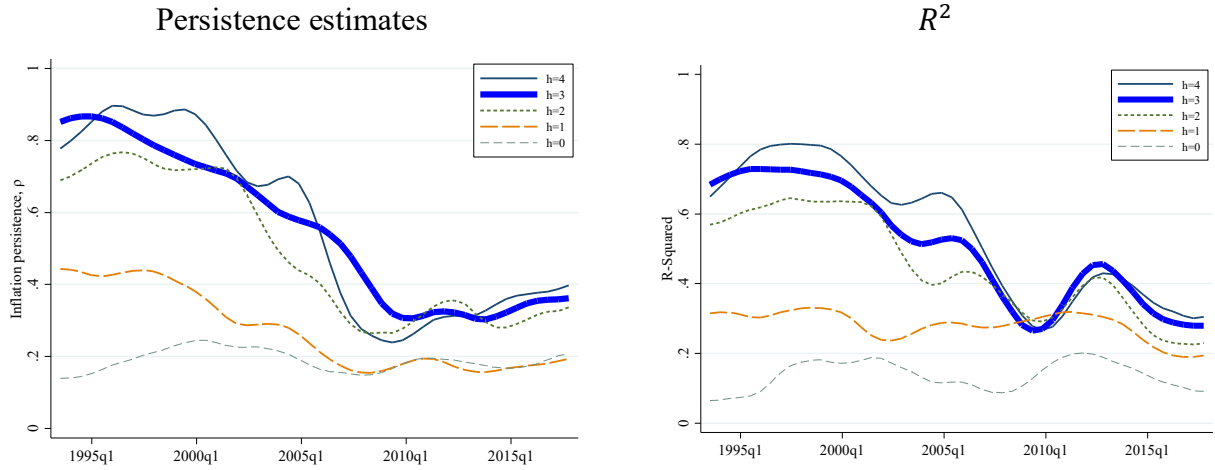 Persistence estimates
Inflation persistence, ρ
1
.8
.6
.4
.2
0
h=4
h=3
h=2
h=1
h=0
1995q1 2000q1 2005q1 2010q1 2015q1
R²
R-Squared
1
.8
.6
.4
.2
0
h=4
h=3
h=2
h=1
h=0
1995q1 2000q1 2005q1 2010q1 2015q1